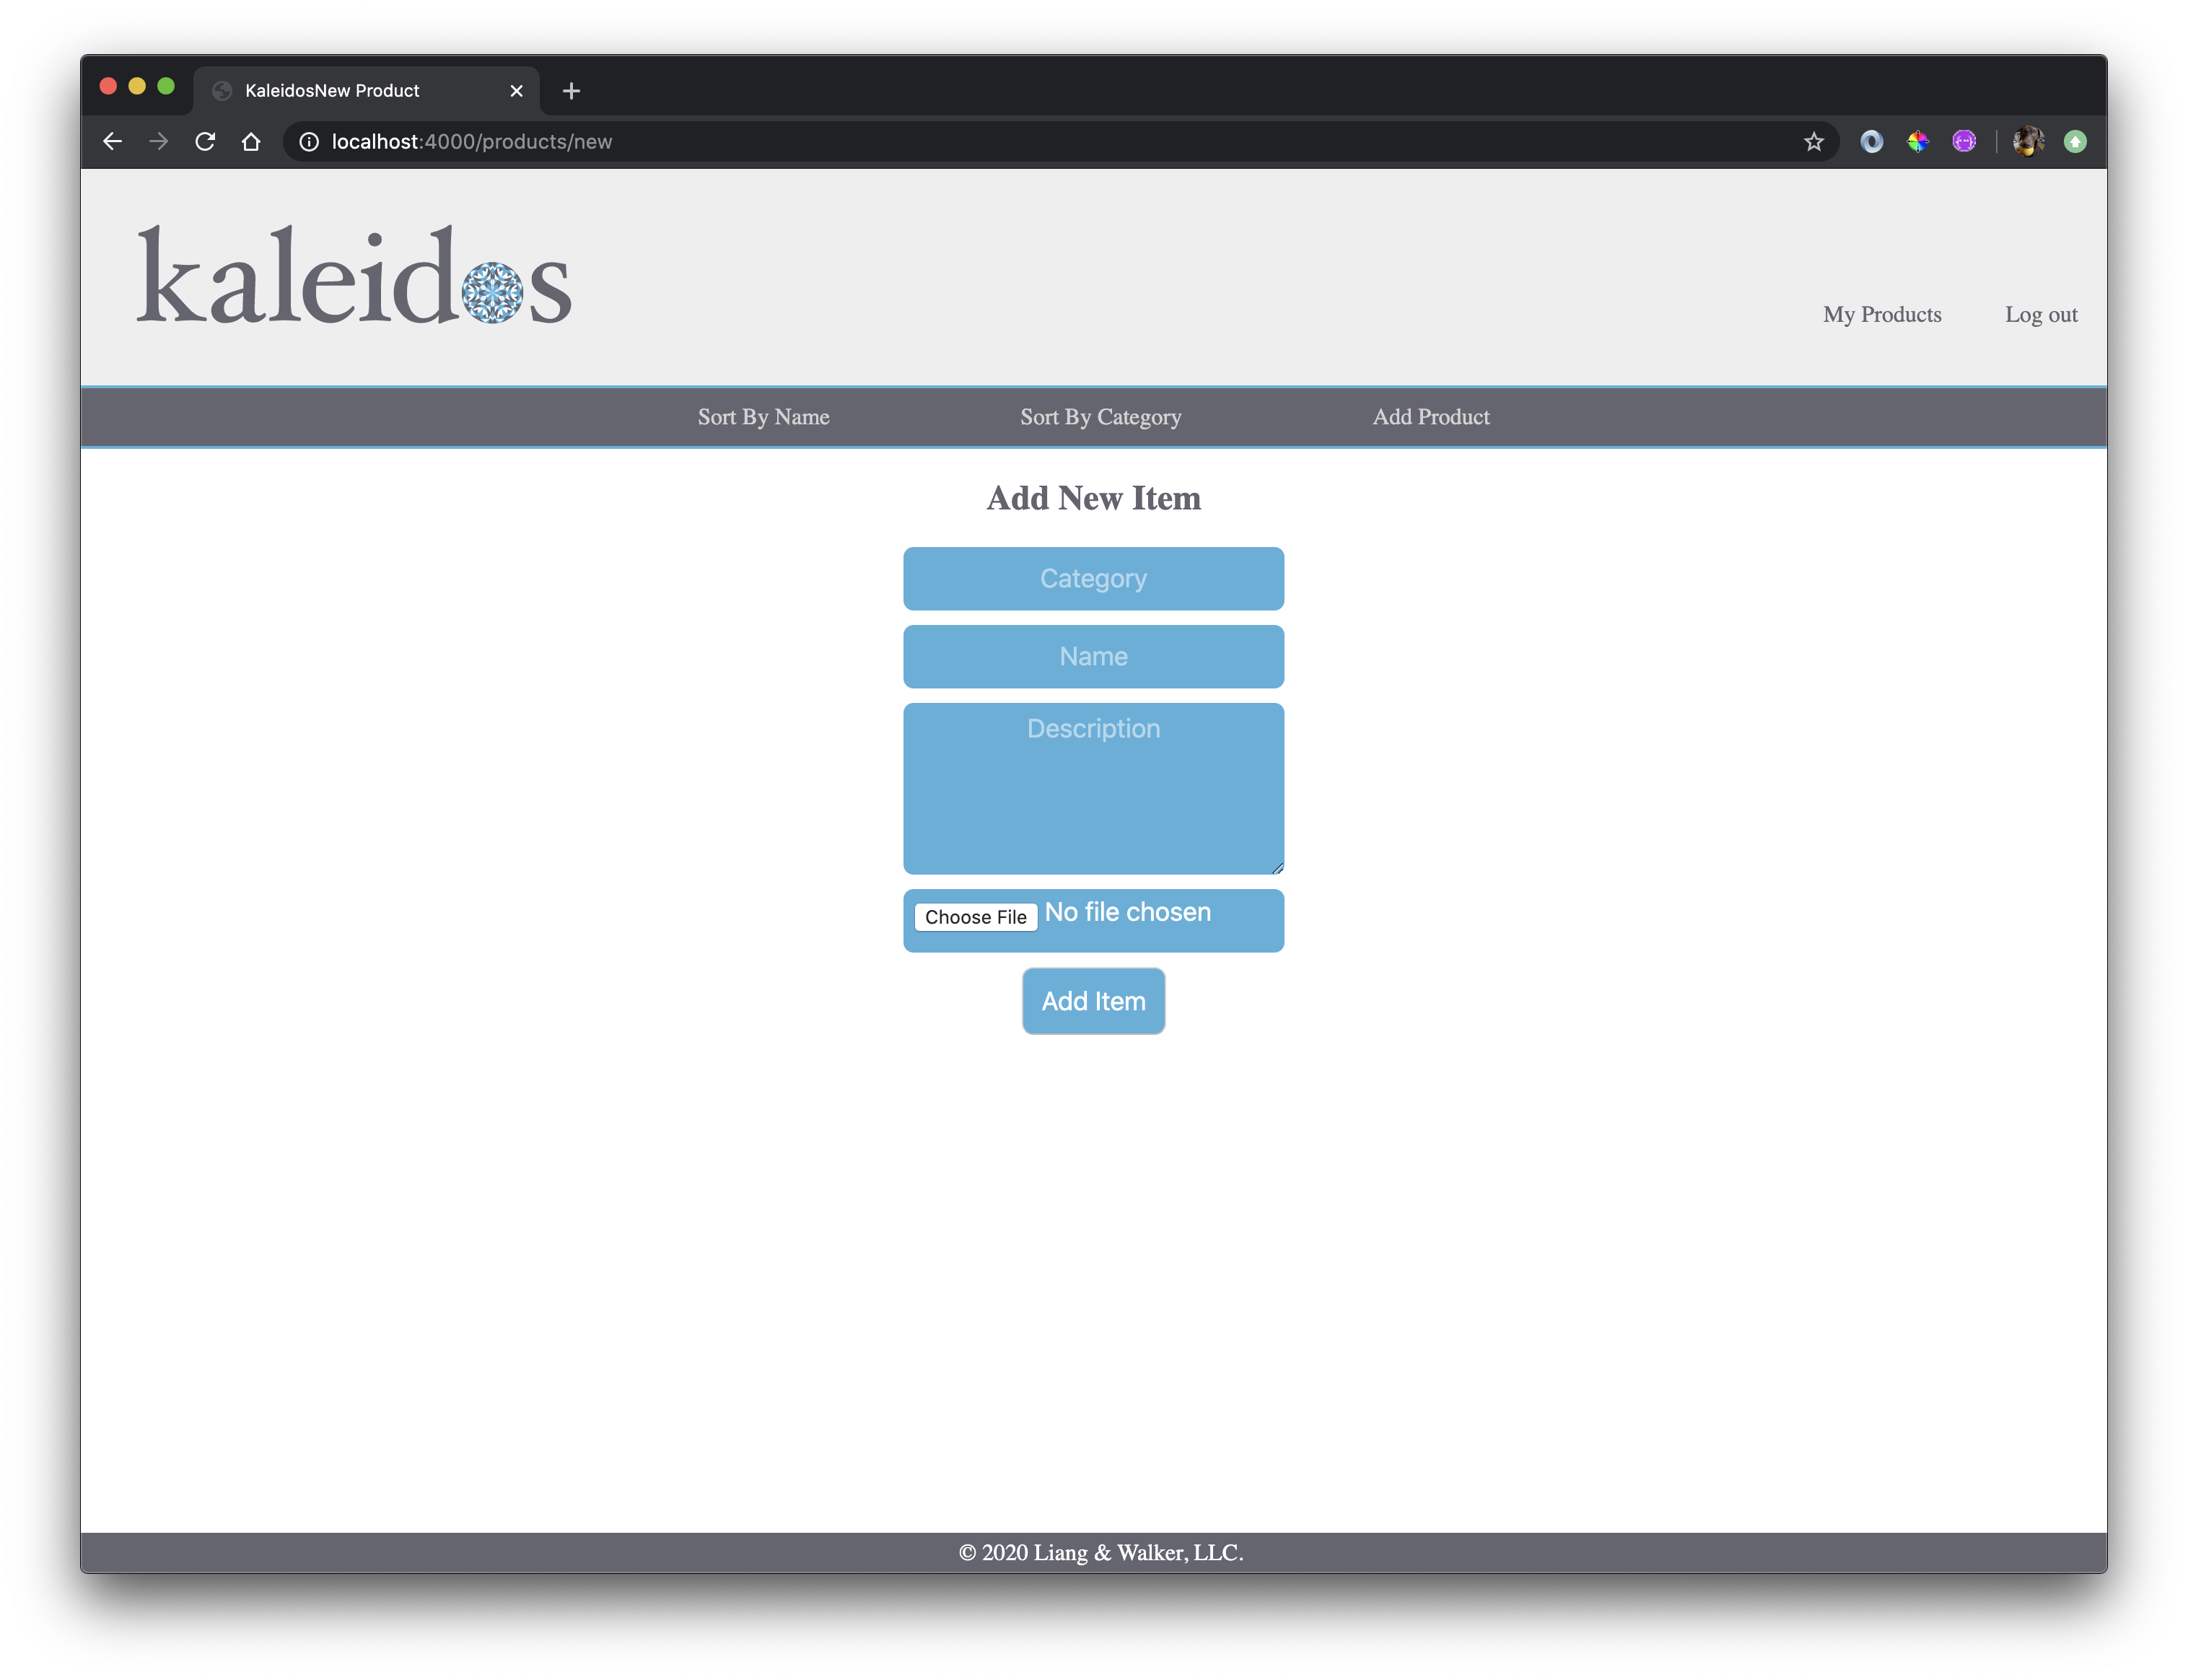 KaleidosNew Product
localhost:4000/products/new
kaleidos
My Products Log out
Sort By Name Sort By Category Add Product
Add New Item
Category
Name
Description
Choose File No file chosen
Add Item
© 2020 Liang & Walker, LLC.